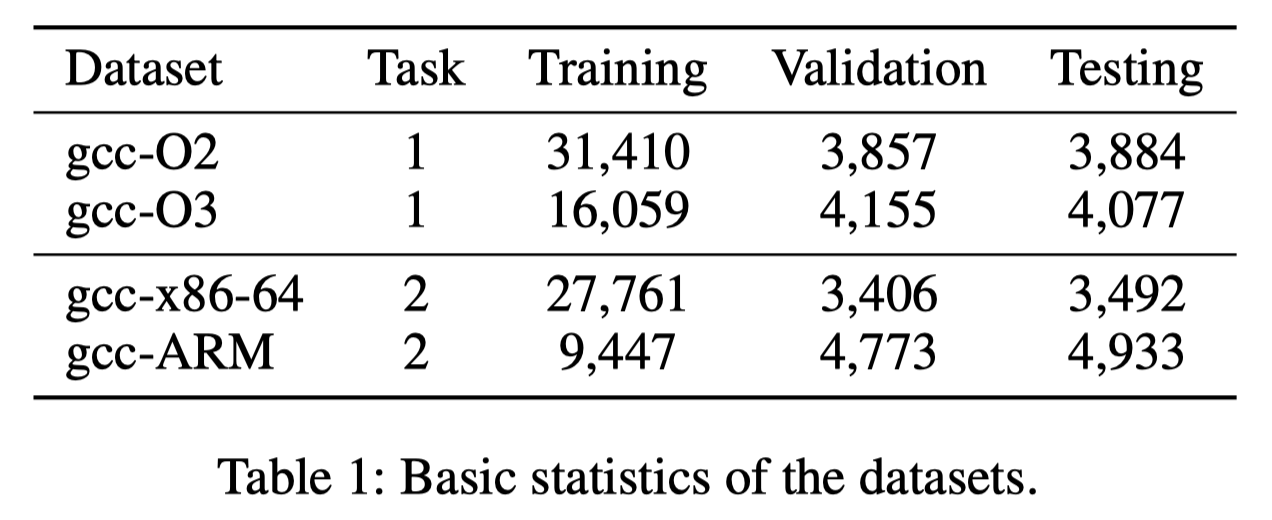 Dataset Task Training Validation Testing
gcc-O2 1 31,410 3,857 3,884
gcc-O3 1 16,059 4,155 4,077
gcc-x86-64 2 27,761 3,406 3,492
gcc-ARM 2 9,447 4,773 4,933
Table 1: Basic statistics of the datasets.